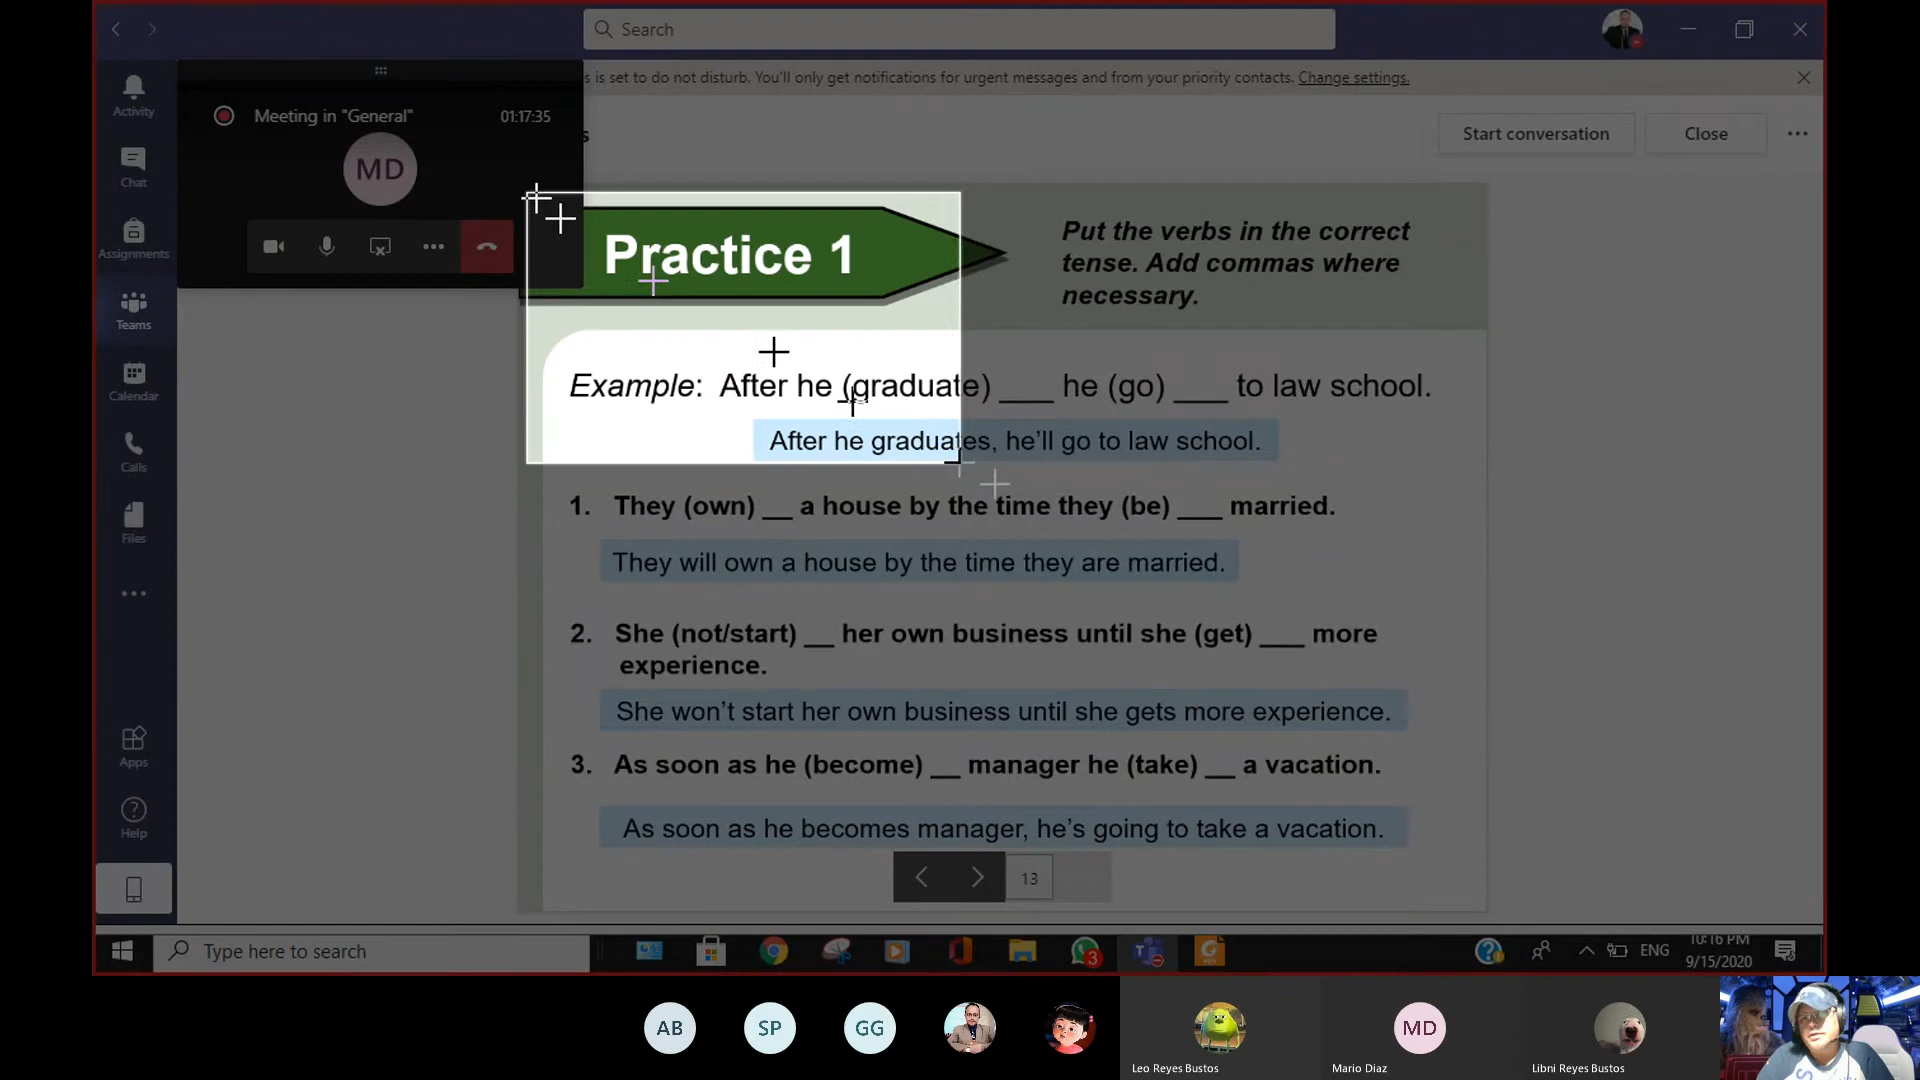 Search
s is set to do not disturb. You'll only get notifications for urgent messages and from your priority contacts. Change settings.
Activity
Meeting in "General"
01:17:35
MD
s
Start conversation
Close
Chat
Assignments
Teams
Calendar
Calls
Files
Apps
Help
Practice 1
Put the verbs in the correct
tense. Add commas where
necessary.
Example: After he (graduate) ___ he (go) ___ to law school.
After he graduates, he'll go to law school.
1. They (own) __ a house by the time they (be) ___ married.
They will own a house by the time they are married.
2. She (not/start) __ her own business until she (get) ___ more
experience.
She won't start her own business until she gets more experience.
3. As soon as he (become) __ manager he (take) __ a vacation.
As soon as he becomes manager, he's going to take a vacation.
13
Type here to search
3
ENG
10:16 PM
9/15/2020
AB
SP
GG
MD
Leo Reyes Bustos
Mario Diaz
Libni Reyes Bustos